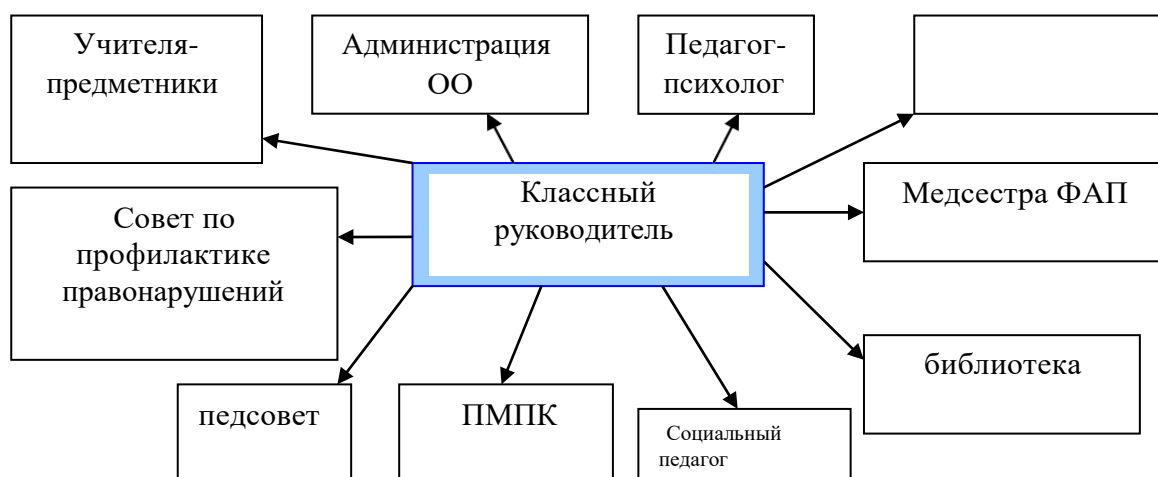 Учителя-
предметники
Администрация
ОО
Педагог-
психолог
Классный
руководитель
Медсестра ФАП
Совет по
профилактике
правонарушений
библиотека
педсовет
ПМПК
Социальный
педагог